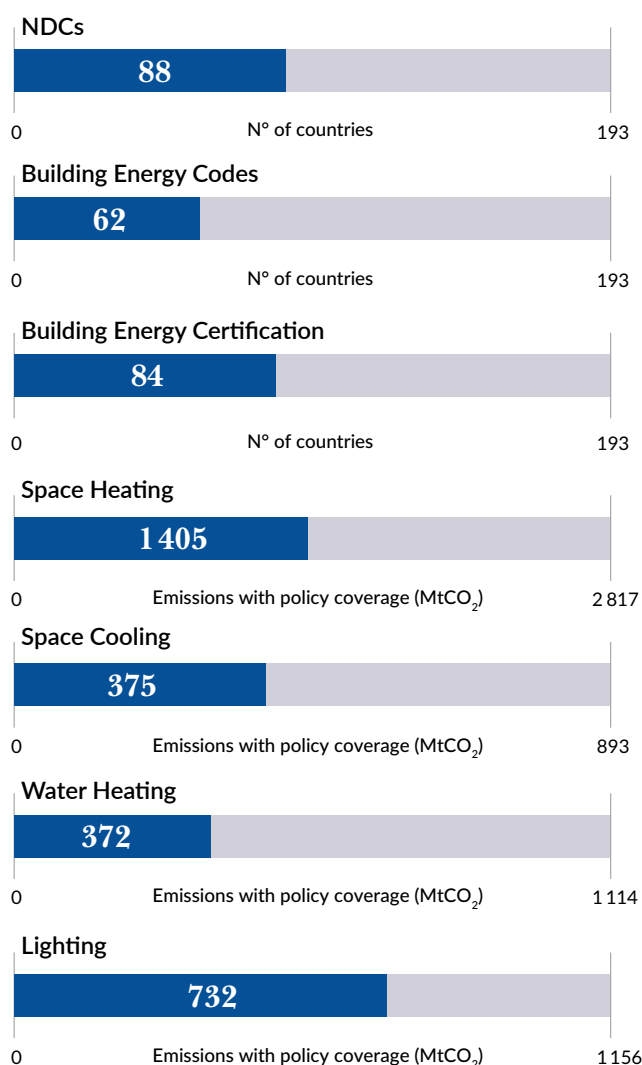 NDCs
88
0 N° of countries 193
Building Energy Codes
62
0 N° of countries 193
Building Energy Certification
84
0 N° of countries 193
Space Heating
1 405
0 Emissions with policy coverage (MtCO₂) 2 817
Space Cooling
375
0 Emissions with policy coverage (MtCO₂) 893
Water Heating
372
0 Emissions with policy coverage (MtCO₂) 1 114
Lighting
732
0 Emissions with policy coverage (MtCO₂) 1 156